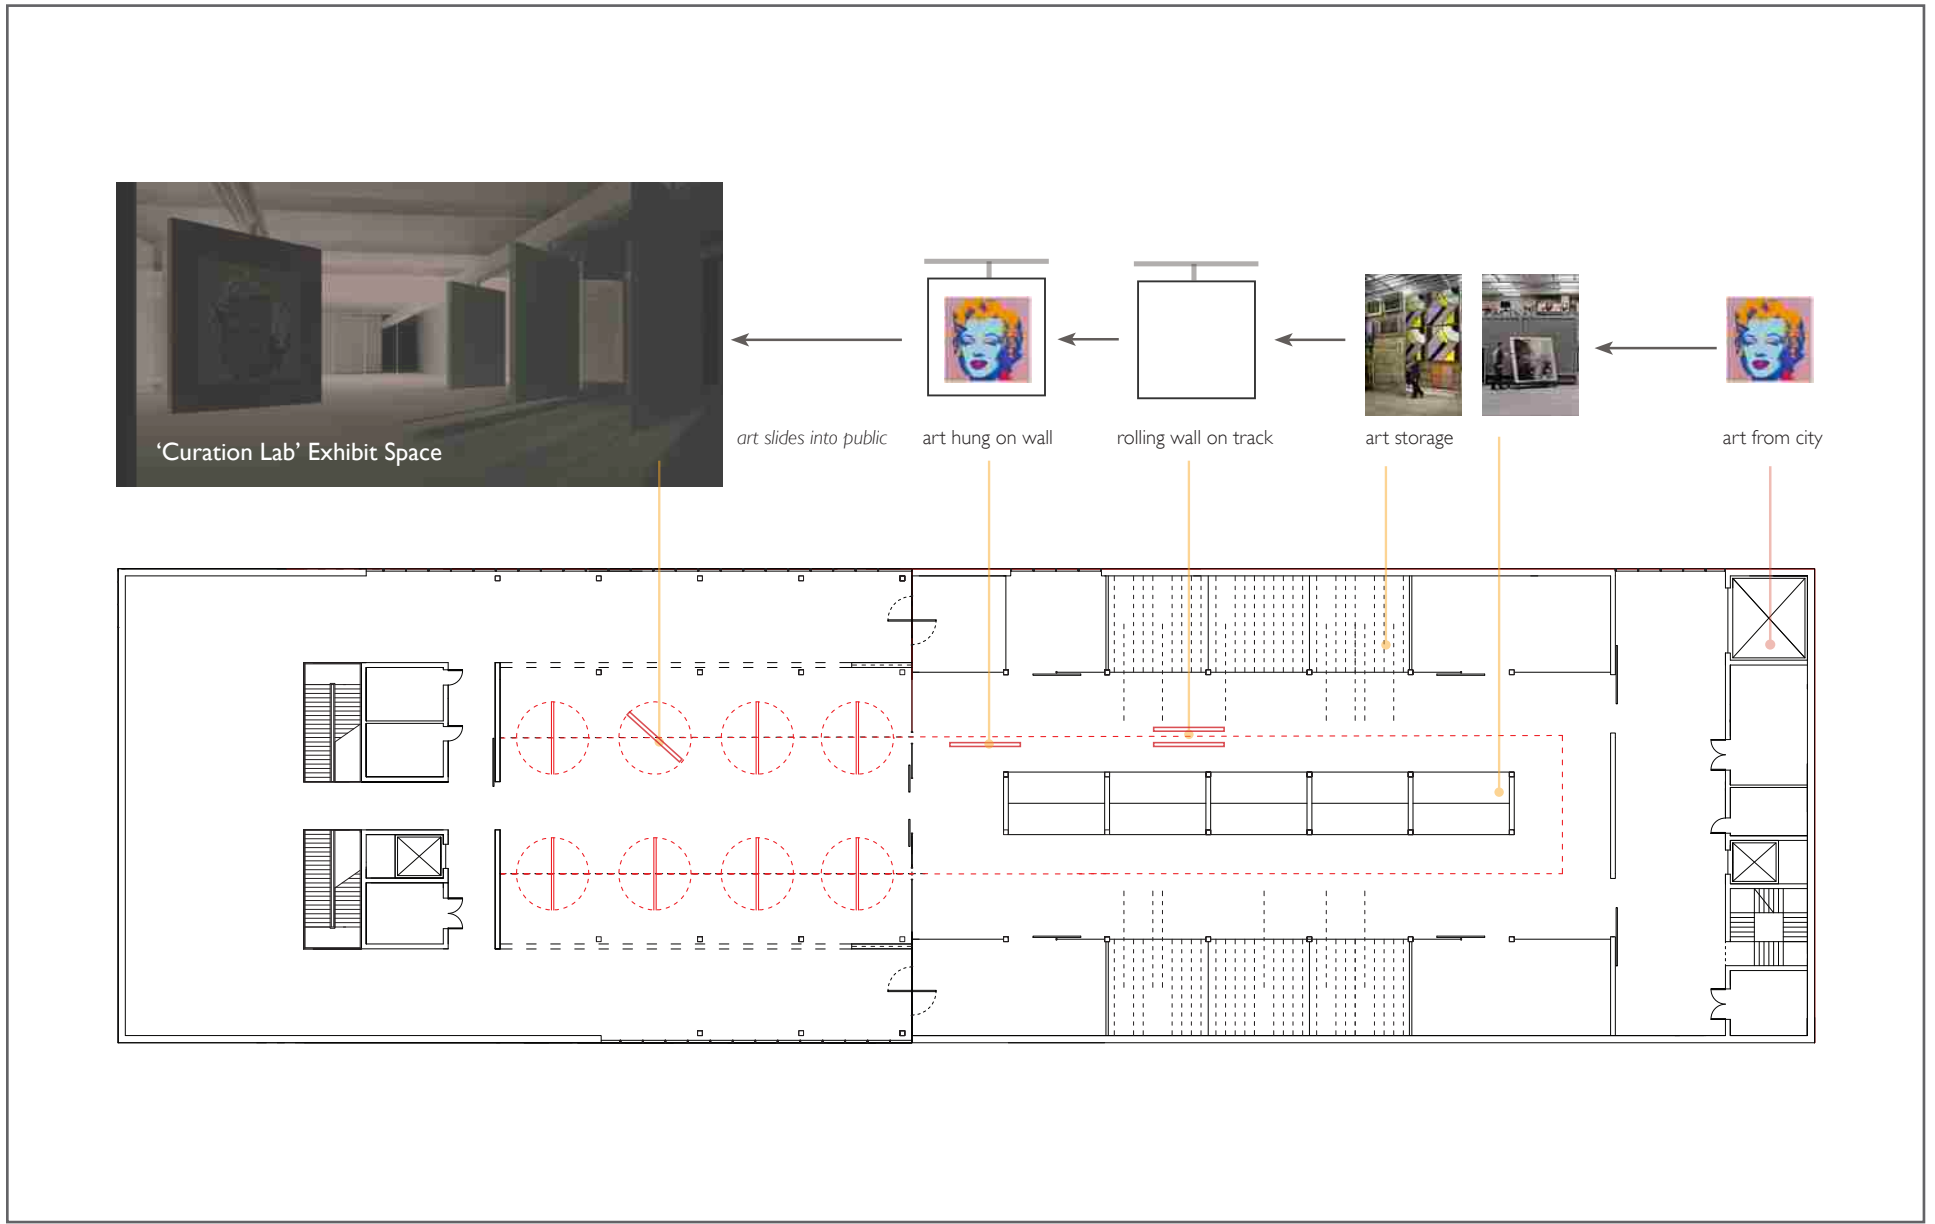 ‘Curation Lab’ Exhibit Space
art slides into public
art hung on wall
rolling wall on track
art storage
art from city